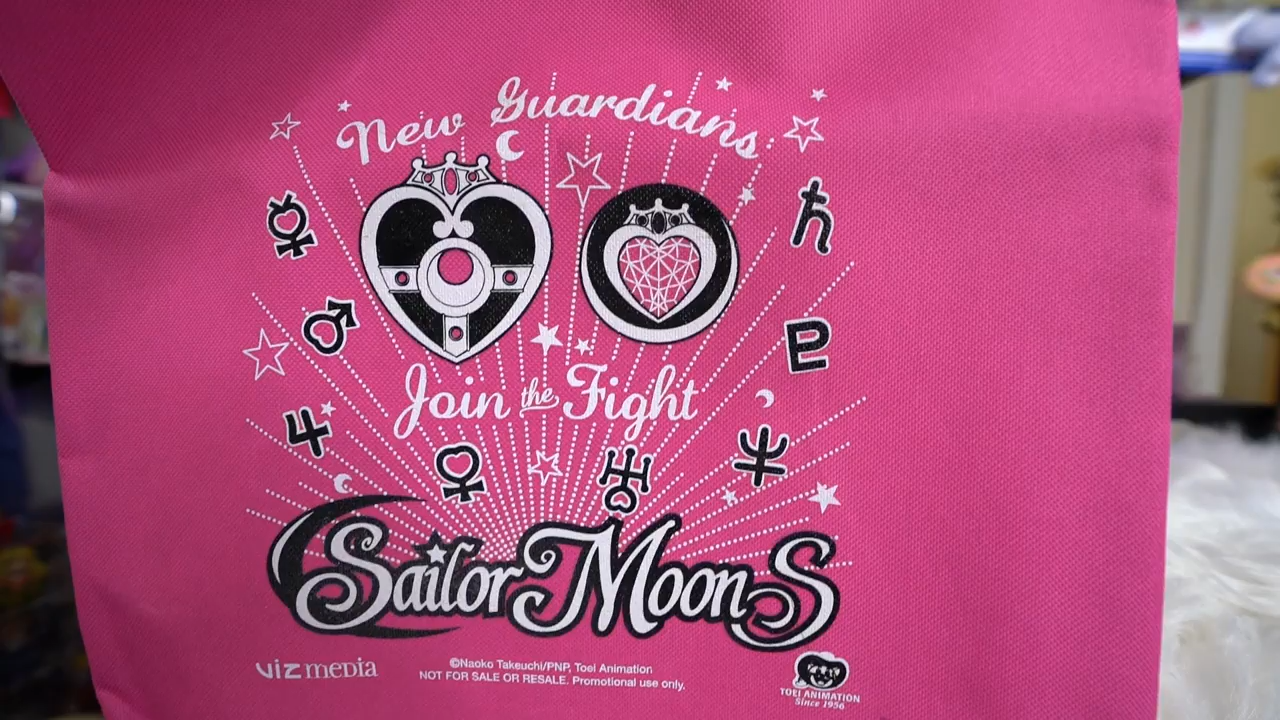 New Guardians
Join the Fight
Sailor Moon S
VIZ media
©Naoko Takeuchi/PNP, Toei Animation
NOT FOR SALE OR RESALE. Promotional use only.
TOEI ANIMATION
Since 1956